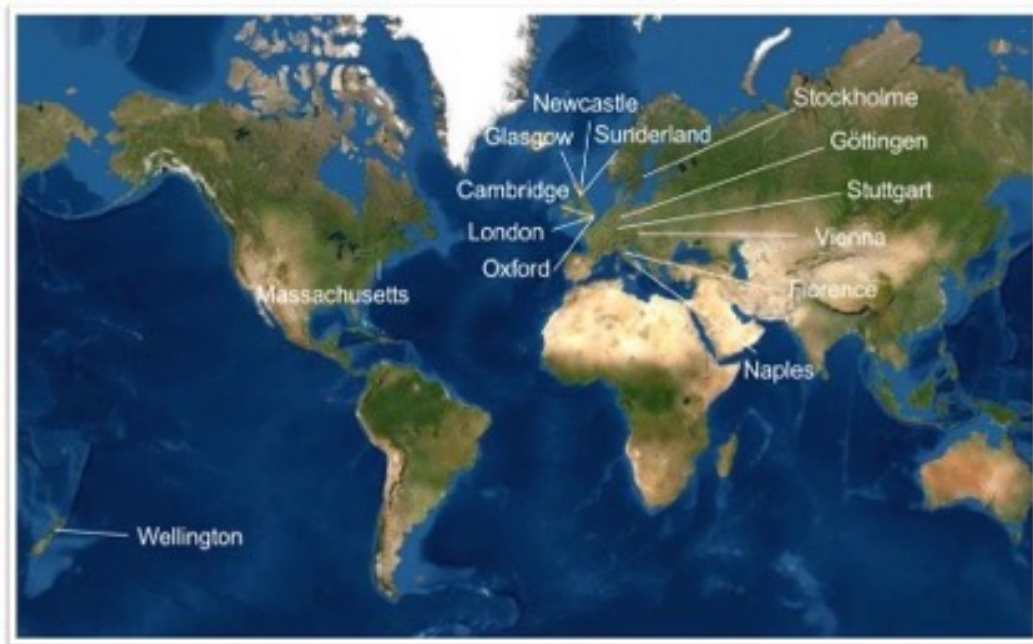 Newcastle
Stockholme
Glasgow
Sunderland
Göttingen
Cambridge
Stuttgart
London
Vienna
Oxford
Florence
Massachusetts
Naples
Wellington